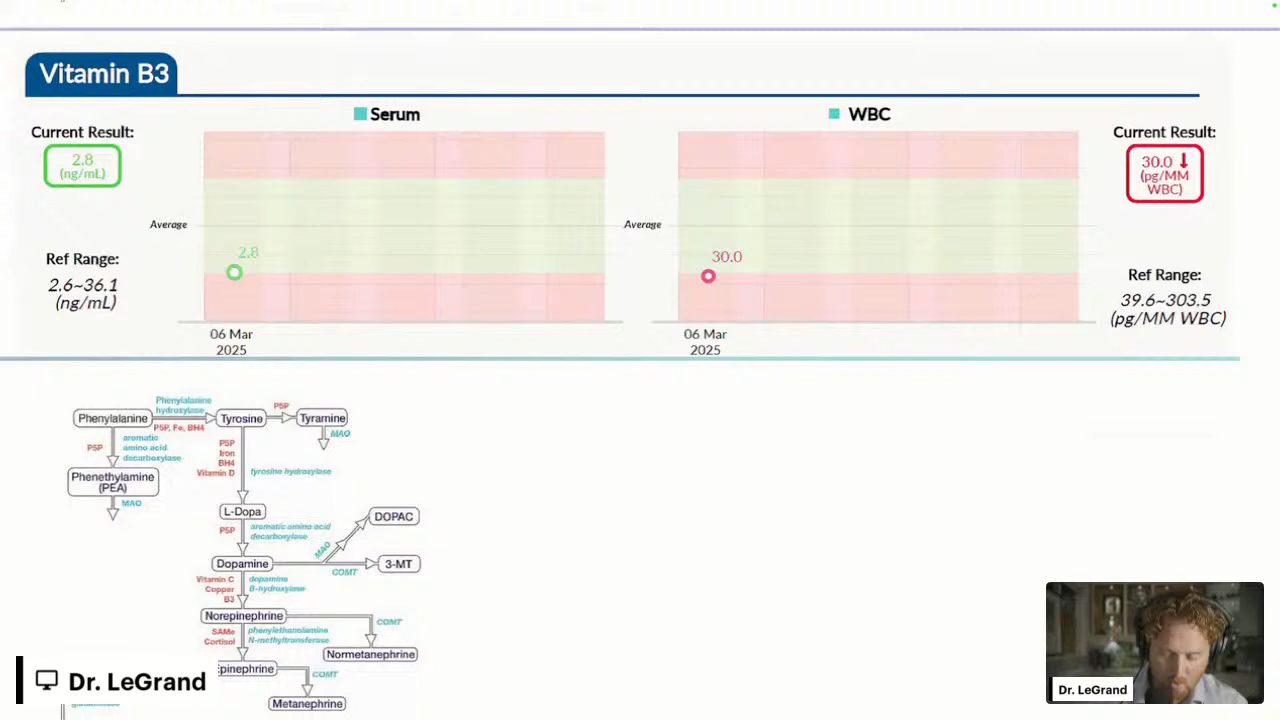 Vitamin B3
Serum
WBC
Current Result:
2.8
(ng/mL)
Ref Range:
2.6~36.1
(ng/mL)
Average
2.8
06 Mar
2025
Average
30.0
06 Mar
2025
Current Result:
30.0
(pg/MM
WBC)
Ref Range:
39.6~303.5
(pg/MM WBC)
Phenylalanine
Phenylalanine
hydroxylase
P5P, Fe, BH4
Tyrosine
P5P
Tyramine
MAO
P5P
aromatic
amino acid
decarboxylase
Phenethylamine
(PEA)
MAO
P5P
Iron
BH4
Vitamin D
tyrosine hydroxylase
L-Dopa
P5P
aromatic amino acid
decarboxylase
DOPAC
MAO
Dopamine
COMT
3-MT
Vitamin C
Copper
B3
dopamine
B-hydroxylase
Norepinephrine
COMT
SAMe
Cortisol
phenylethanolamine
N-methyltransferase
Normetanephrine
Epinephrine
COMT
Metanephrine
Dr. LeGrand
Dr. LeGrand